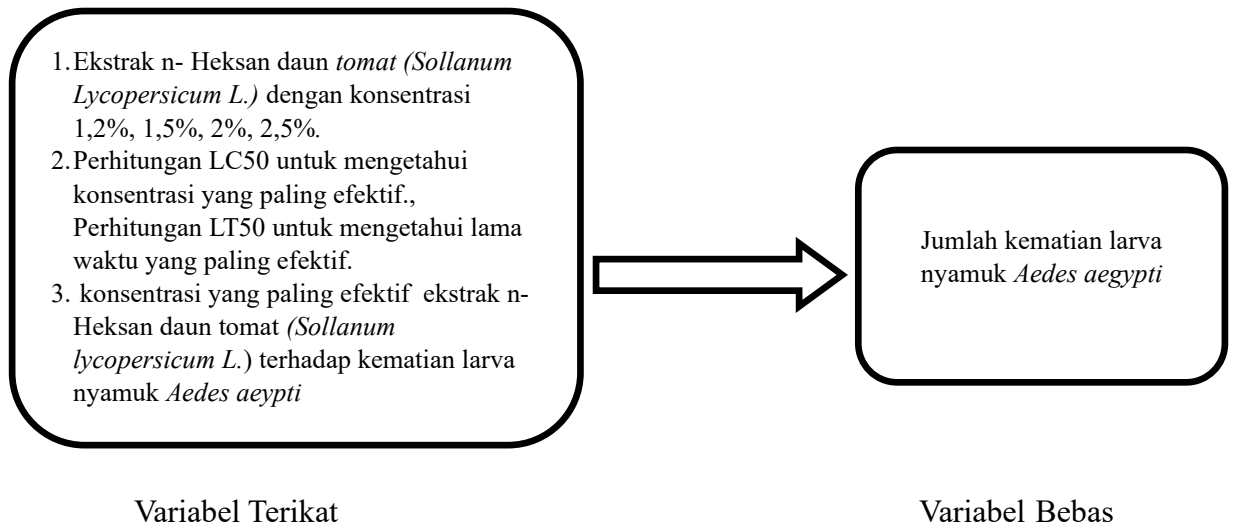 1. Ekstrak n- Heksan daun tomat (Sollanum
Lycopersicum L.) dengan konsentrasi
1,2%, 1,5%, 2%, 2,5%.
2. Perhitungan LC50 untuk mengetahui
konsentrasi yang paling efektif.,
Perhitungan LT50 untuk mengetahui lama
waktu yang paling efektif.
3. konsentrasi yang paling efektif ekstrak n-
Heksan daun tomat (Sollanum
lycopersicum L.) terhadap kematian larva
nyamuk Aedes aeypti
Jumlah kematian larva
nyamuk Aedes aegypti
Variabel Terikat
Variabel Bebas